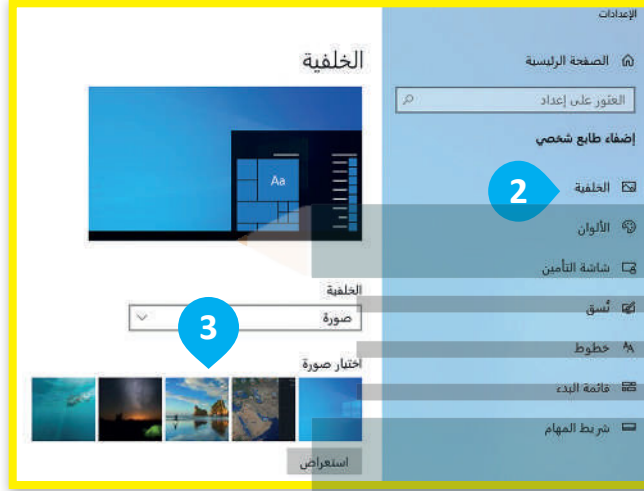 الإعدادات
الصفحة الرئيسية
العثور على إعداد
إضفاء طابع شخصي
الخلفية
2
الألوان
شاشة التأمين
نُسق
خطوط
قائمة البدء
شريط المهام
الخلفية
Aa
الخلفية
صورة
3
اختيار صورة
استعراض